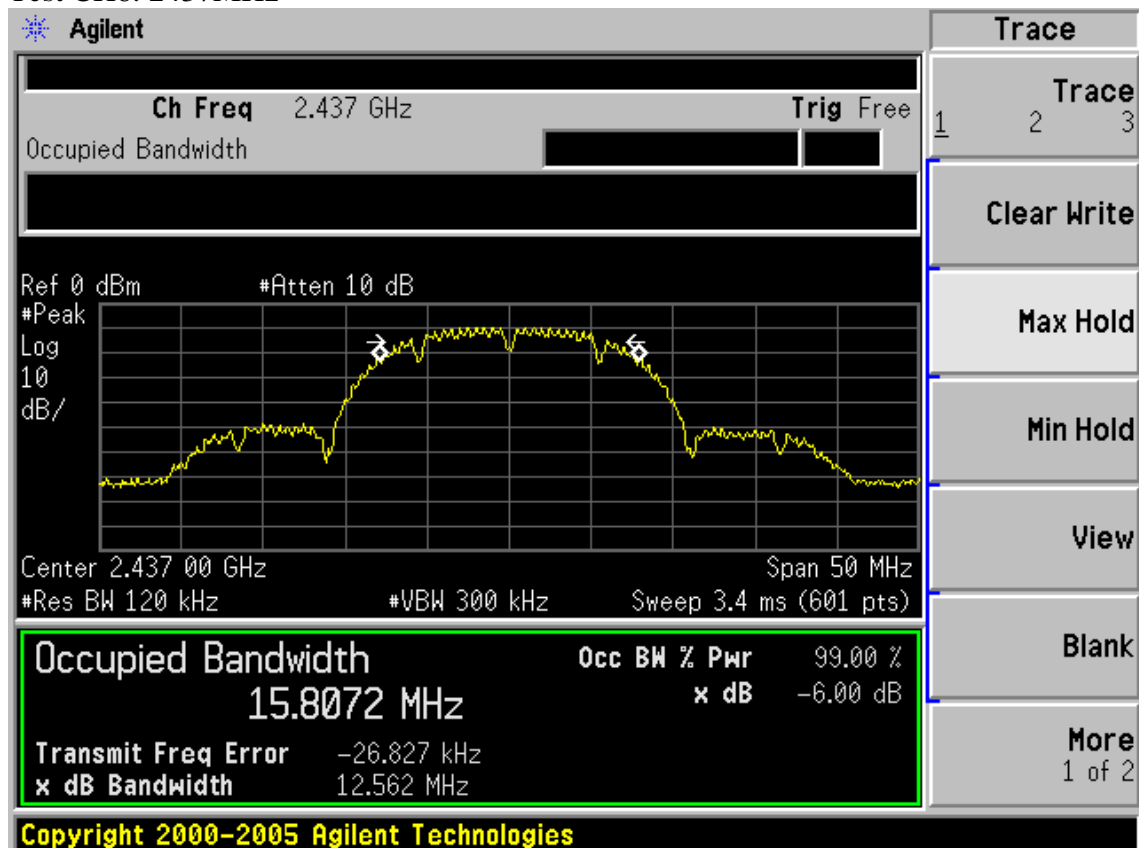 Agilent
Trace
Ch Freq 2.437 GHz Trig Free
Occupied Bandwidth
Trace
1 2 3
Clear Write
Max Hold
Min Hold
View
Blank
More
1 of 2
Ref 0 dBm #Atten 10 dB
#Peak
Log
10
dB/
Center 2.437 00 GHz Span 50 MHz
#Res BW 120 kHz #VBW 300 kHz Sweep 3.4 ms (601 pts)
Occupied Bandwidth Occ BW % Pwr 99.00 %
15.8072 MHz x dB -6.00 dB
Transmit Freq Error -26.827 kHz
x dB Bandwidth 12.562 MHz
Copyright 2000-2005 Agilent Technologies